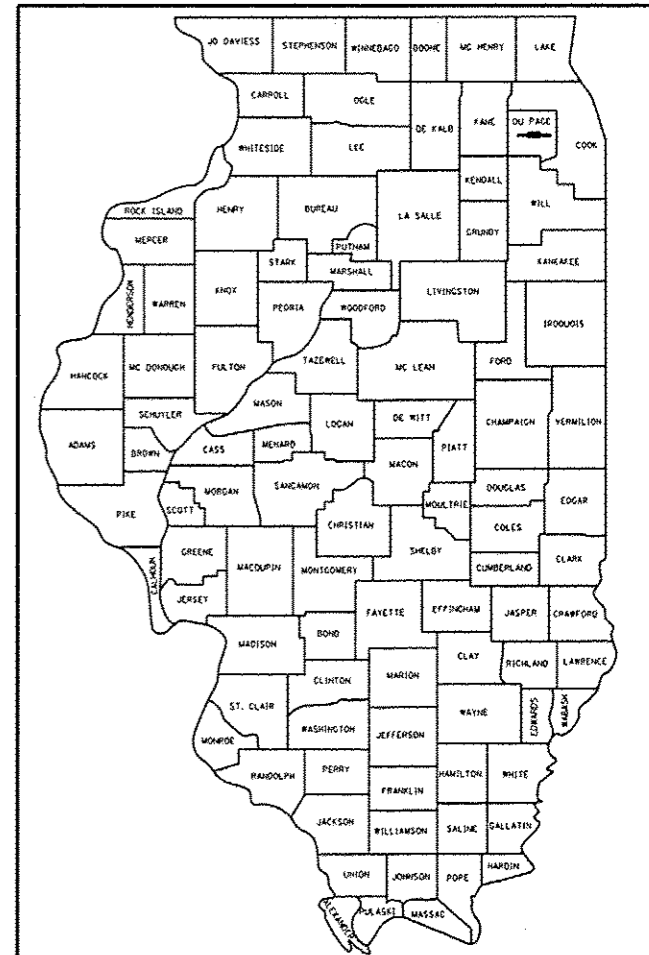 JO DAVIESS
STEPHENSON
WINNEBAGO
BOONE
MC HENRY
LAKE
CARROLL
OGLE
DE KALB
KANE
DU PAGE
COOK
WHITESIDE
LEE
KENDALL
WILL
ROCK ISLAND
HENRY
BUREAU
LA SALLE
GRUNDY
MERCER
PUTNAM
STARK
MARSHALL
KANKAKEE
HENDERSON
WARREN
KNOX
PEORIA
WOODFORD
LIVINGSTON
IROQUOIS
HANCOCK
MC DONOUGH
FULTON
TAZEWELL
MC LEAN
FORD
SCHUYLER
MASON
LOGAN
DE WITT
CHAMPAIGN
VERMILION
ADAMS
BROWN
CASS
MENARD
MACON
PIATT
PIKE
SCOTT
MORGAN
SANGAMON
CHRISTIAN
MOULTRIE
DOUGLAS
EDGAR
COLES
CALHOUN
GREENE
MACOUPIN
MONTGOMERY
SHELBY
CUMBERLAND
CLARK
JERSEY
FAYETTE
EFFINGHAM
JASPER
CRAWFORD
MADISON
BOND
CLAY
RICHLAND
LAWRENCE
CLINTON
MARION
ST. CLAIR
WAYNE
EDWARDS
WABASH
MONROE
WASHINGTON
JEFFERSON
RANDOLPH
PERRY
HAMILTON
WHITE
FRANKLIN
JACKSON
WILLIAMSON
SALINE
GALLATIN
UNION
JOHNSON
POPE
HARDIN
ALEXANDER
PULASKI
MASSAC